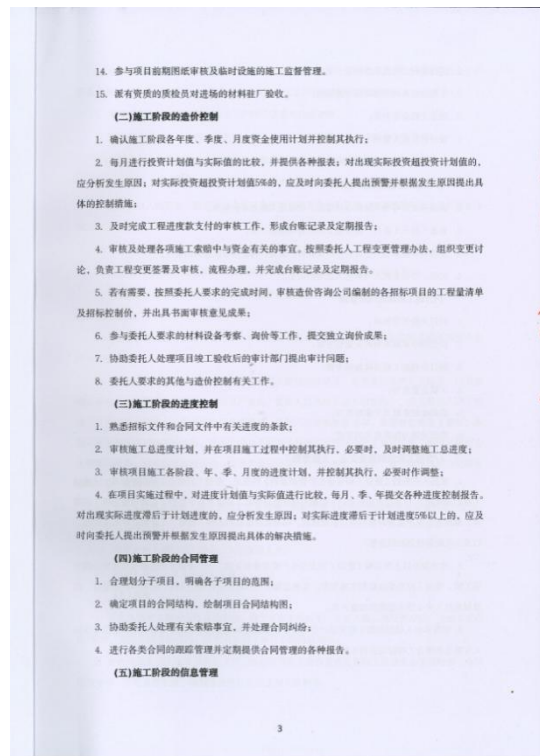 14. 参与项目前期图纸审核及临时设施的施工监督管理。
15. 派有资质的质检员对进场的材料驻厂验收。
(二)施工阶段的造价控制
1. 确认施工阶段各年度、季度、月度资金使用计划并控制其执行;
2. 每月进行投资计划值与实际值的比较,并提供各种报表;对出现实际投资超投资计划值的,
应分析发生原因;对实际投资超投资计划值5%的,应及时向委托人提出预警并根据发生原因提出具
体的控制措施;
3. 及时完成工程进度款支付的审核工作,形成台账记录及定期报告;
4. 审核及处理各项施工索赔中与资金有关的事宜。按照委托人工程变更管理办法,组织变更讨
论,负责工程变更签署及审核,流程办理,并完成台账记录及定期报告。
5. 若有需要,按照委托人要求的完成时间,审核造价咨询公司编制的各招标项目的工程量清单
及招标控制价,并出具书面审核意见成果;
6. 参与委托人要求的材料设备考察、询价等工作,提交独立询价成果;
7. 协助委托人处理项目竣工验收后的审计部门提出审计问题;
8. 委托人要求的其他与造价控制有关工作。
(三)施工阶段的进度控制
1. 熟悉招标文件和合同文件中有关进度的条款;
2. 审核施工总进度计划,并在项目施工过程中控制其执行,必要时,及时调整施工总进度;
3. 审核项目施工各阶段、年、季、月度的进度计划,并控制其执行,必要时作调整;
4. 在项目实施过程中,对进度计划值与实际值进行比较,每月、季、年提交各种进度控制报告。
对出现实际进度滞后于计划进度的,应分析发生原因;对实际进度滞后于计划进度5%以上的,应及
时向委托人提出预警并根据发生原因提出具体的解决措施。
(四)施工阶段的合同管理
1. 合理划分子项目,明确各子项目的范围;
2. 确定项目的合同结构,绘制项目合同结构图;
3. 协助委托人处理有关索赔事宜,并处理合同纠纷;
4. 进行各类合同的跟踪管理并定期提供合同管理的各种报告。
(五)施工阶段的信息管理
3